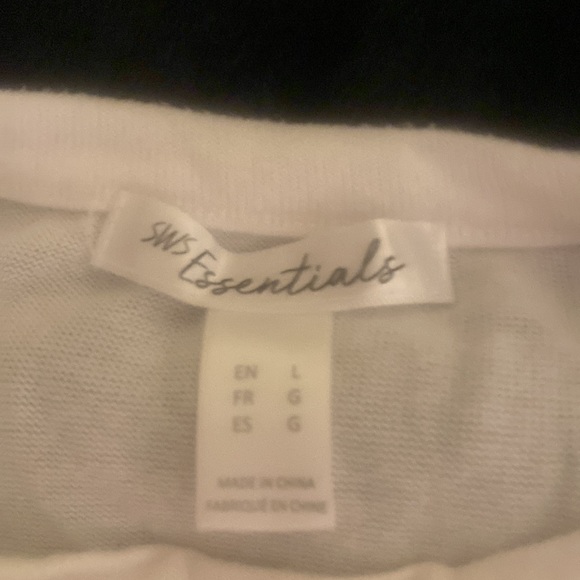 SWS Essentials
EN L
FR G
ES G
MADE IN CHINA
FABRIQUÉ EN CHINE